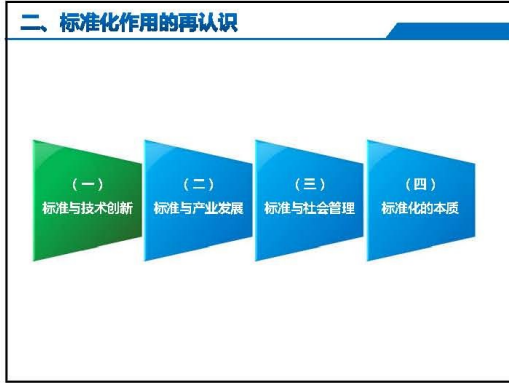 二、标准化作用的再认识
（一）
标准与技术创新
（二）
标准与产业发展
（三）
标准与社会管理
（四）
标准化的本质